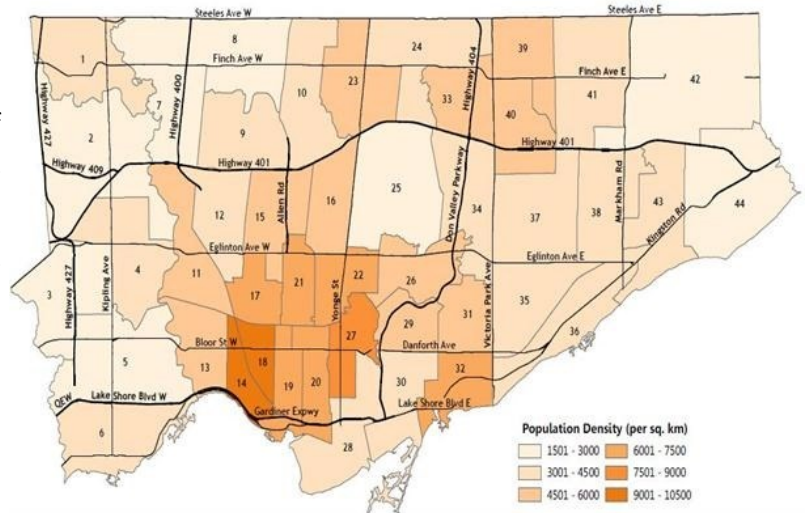 Steeles Ave W
Steeles Ave E
8
24
39
1
Finch Ave W
Finch Ave E
Highway 427
Highway 400
Highway 404
7
10
23
33
40
41
42
2
9
Highway 401
Highway 401
Highway 409
12
15
Allen Rd
16
25
Don Valley Parkway
34
37
38
Markham Rd
43
Kingston Rd
44
Eglinton Ave W
Eglinton Ave E
3
Highway 427
Kipling Ave
4
11
17
21
Yonge St
22
26
Victoria Park Ave
35
27
29
31
36
Bloor St W
Danforth Ave
5
13
18
14
19
20
30
32
QEW
Lake Shore Blvd W
Gardiner Expwy
Lake Shore Blvd E
6
28
Population Density (per sq. km)
1501 - 3000
6001 - 7500
3001 - 4500
7501 - 9000
4501 - 6000
9001 - 10500